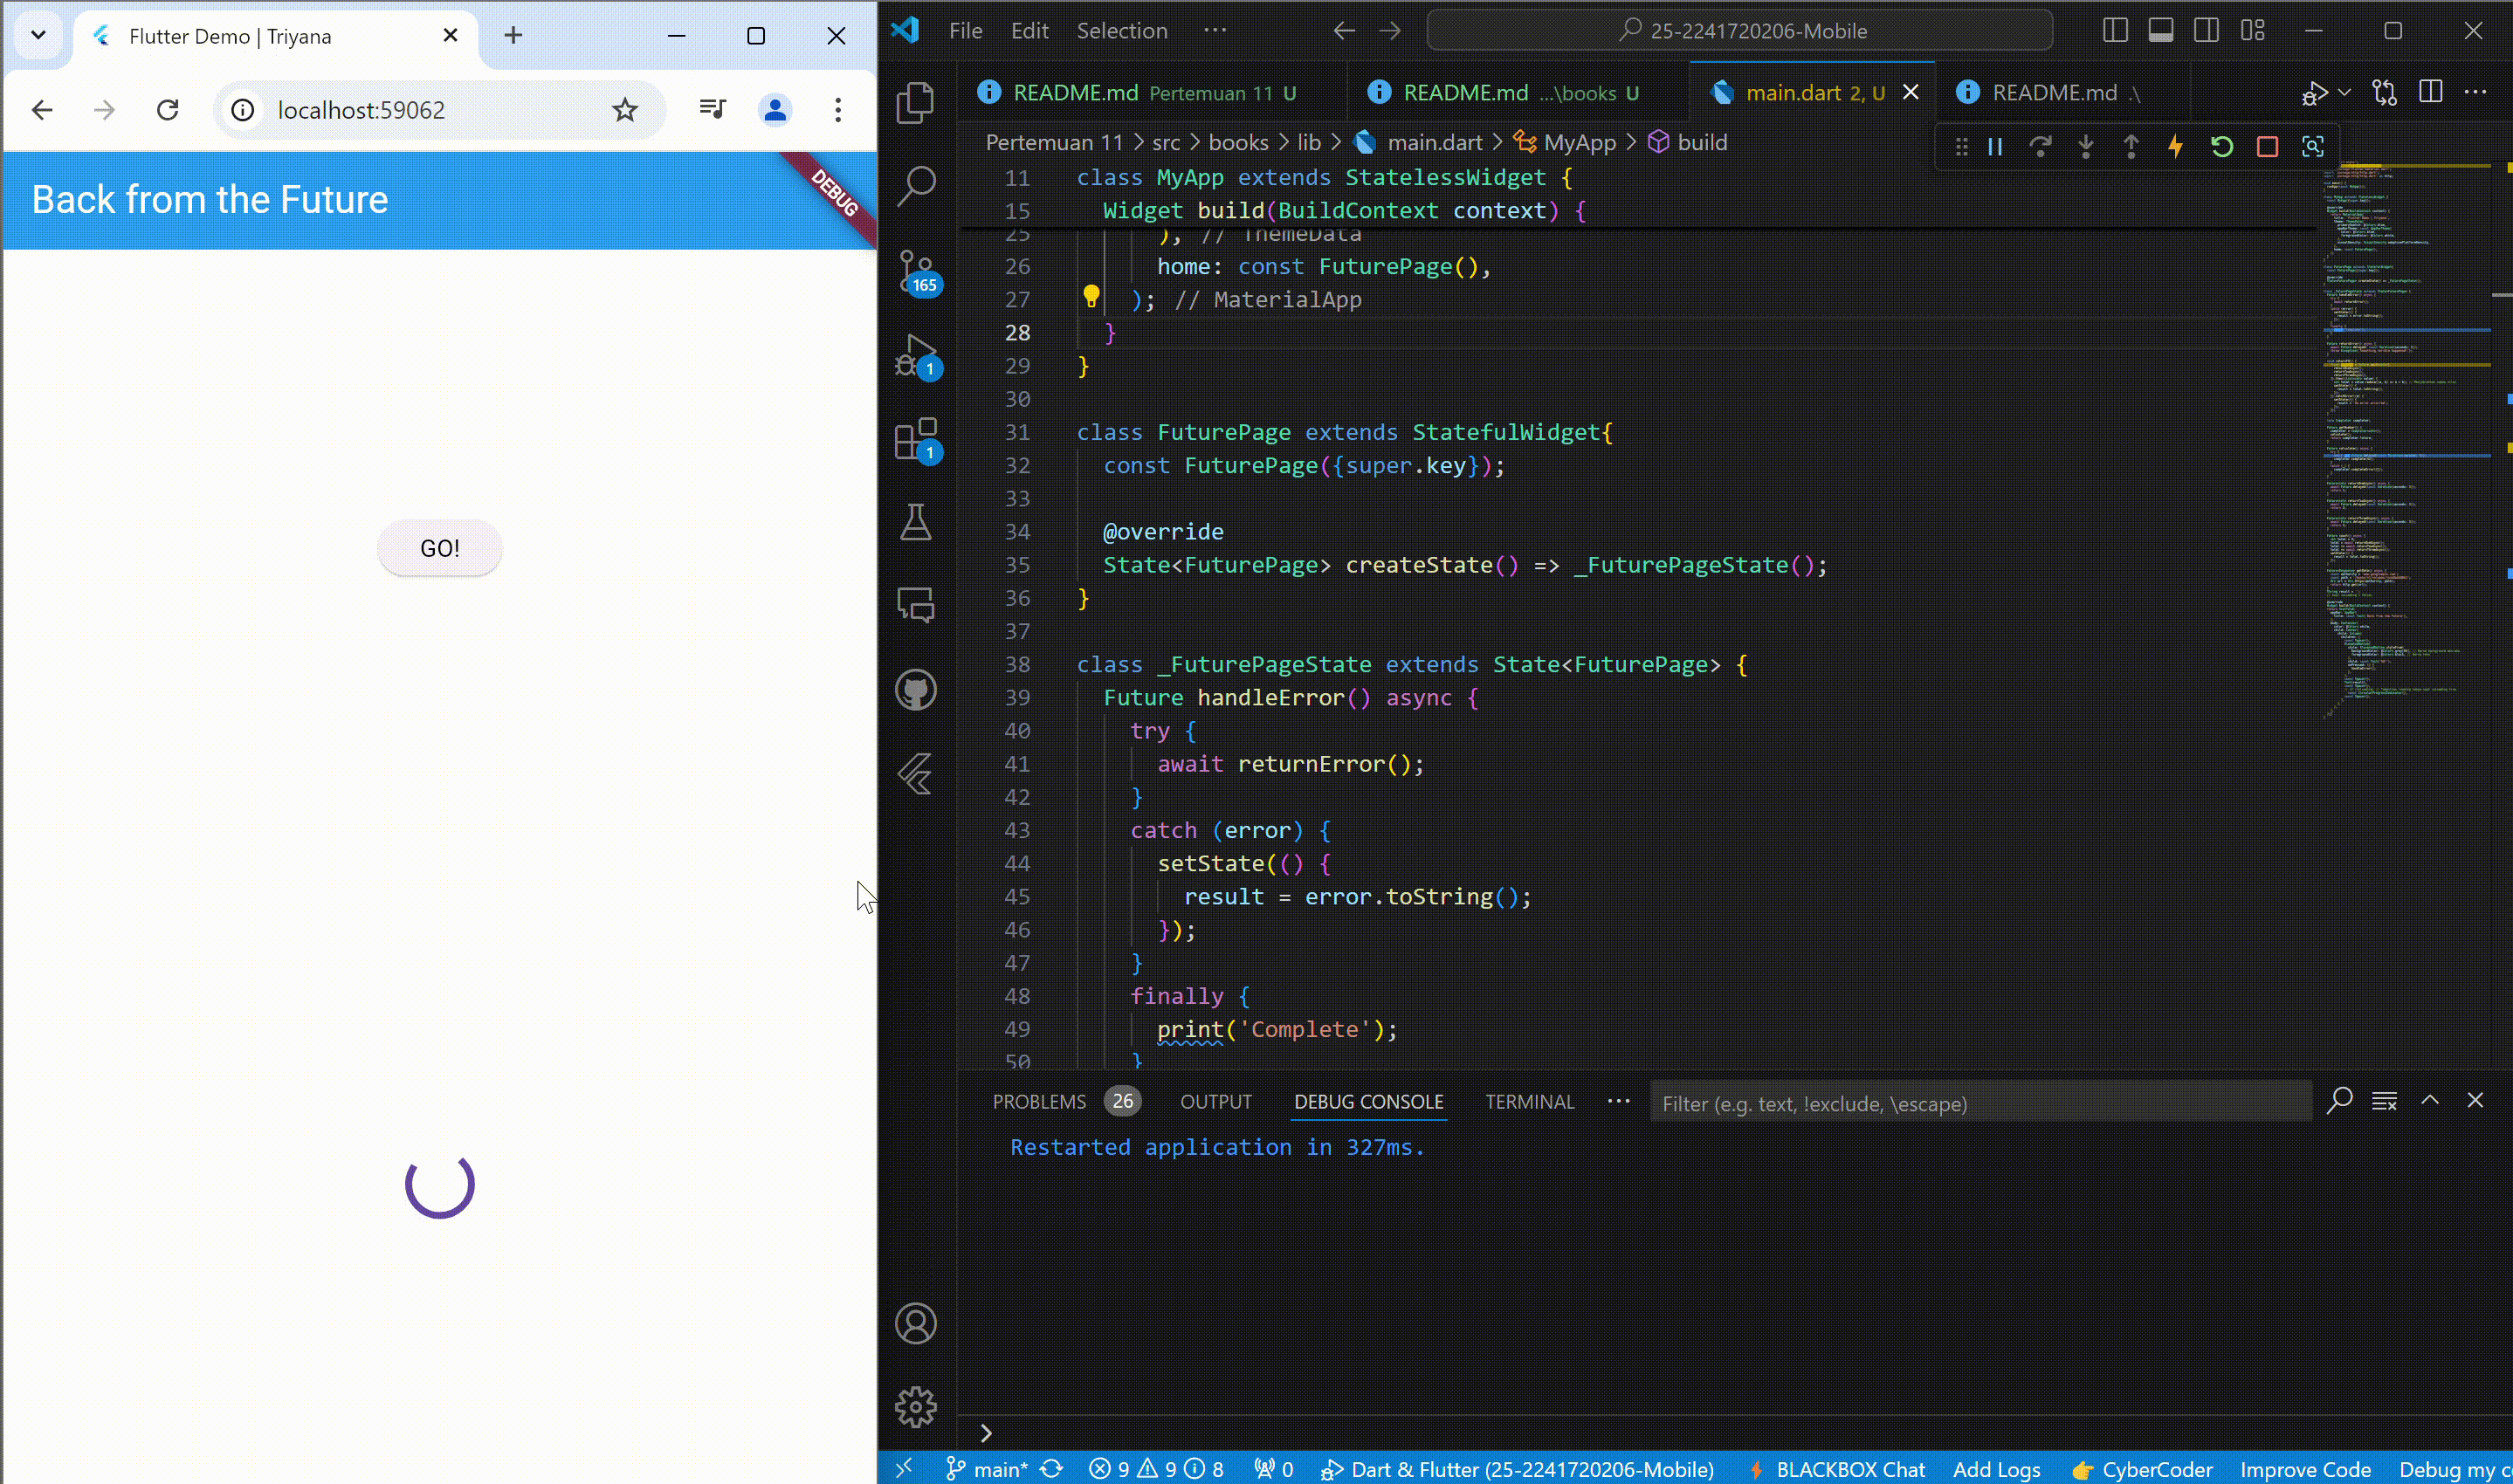 Flutter Demo | Triyana
localhost:59062
Back from the Future
DEBUG
GO!
File Edit Selection ···
25-2241720206-Mobile
README.md Pertemuan 11 U
README.md ...\books U
main.dart 2, U
README.md .\
Pertemuan 11 > src > books > lib > main.dart > MyApp > build
165
1
1
11 class MyApp extends StatelessWidget {
15 Widget build(BuildContext context) {
25 ), // ThemeData
26 home: const FuturePage(),
27 ); // MaterialApp
28 }
29 }
30
31 class FuturePage extends StatefulWidget{
32 const FuturePage({super.key});
33
34 @override
35 State<FuturePage> createState() => _FuturePageState();
36 }
37
38 class _FuturePageState extends State<FuturePage> {
39 Future handleError() async {
40 try {
41 await returnError();
42 }
43 catch (error) {
44 setState(() {
45 result = error.toString();
46 });
47 }
48 finally {
49 print('Complete');
50 }
PROBLEMS 26 OUTPUT DEBUG CONSOLE TERMINAL ··· Filter (e.g. text, !exclude, \escape)
Restarted application in 327ms.
main* 9 9 8 0 Dart & Flutter (25-2241720206-Mobile) BLACKBOX Chat Add Logs CyberCoder Improve Code Debug my c